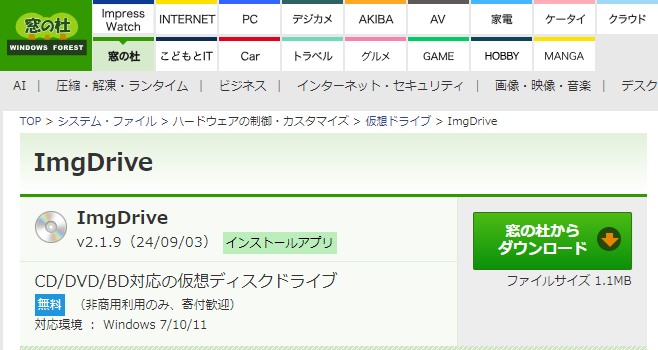 窓の杜
WINDOWS FOREST
Impress Watch
INTERNET
PC
デジカメ
AKIBA
AV
家電
ケータイ
クラウド
窓の杜
こどもとIT
Car
トラベル
グルメ
GAME
HOBBY
MANGA
AI | 圧縮・解凍・ランタイム | ビジネス | インターネット・セキュリティ | 画像・映像・音楽 | デスク
TOP > システム・ファイル > ハードウェアの制御・カスタマイズ > 仮想ドライブ > ImgDrive
ImgDrive
ImgDrive
v2.1.9（24/09/03） インストールアプリ
CD/DVD/BD対応の仮想ディスクドライブ
無料 （非商用利用のみ、寄付歓迎）
対応環境 ： Windows 7/10/11
窓の杜から
ダウンロード
ファイルサイズ 1.1MB